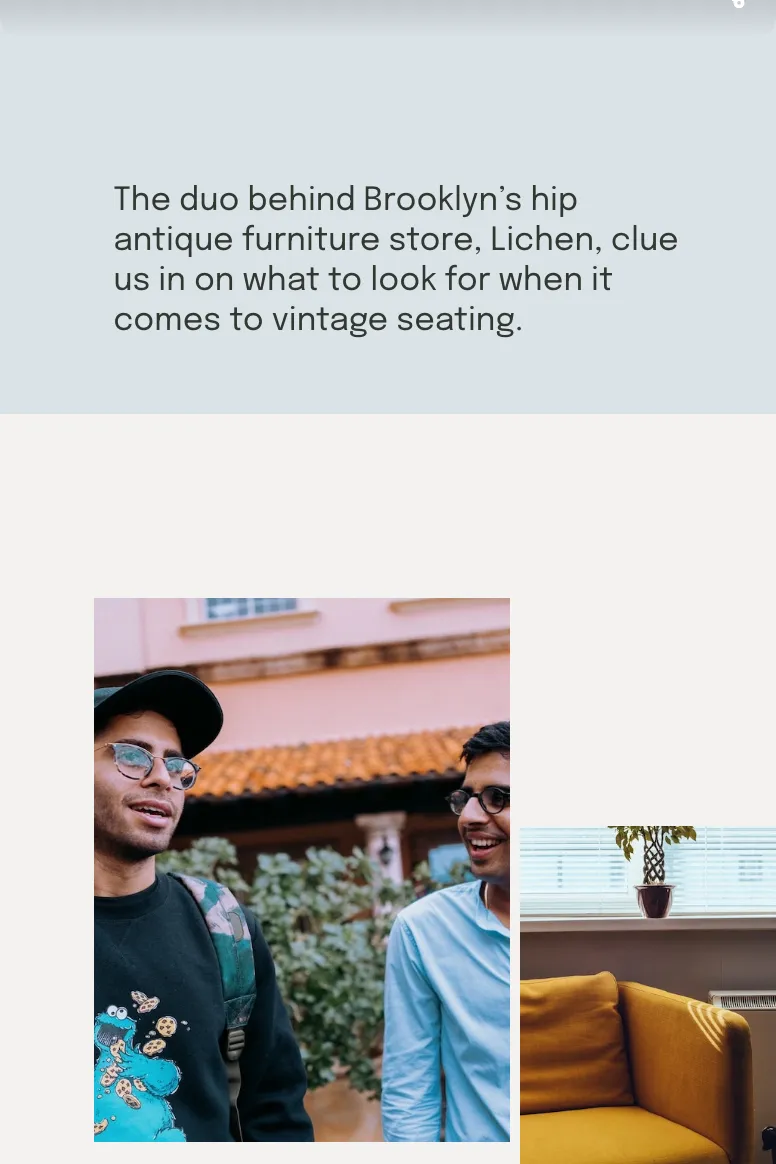 The duo behind Brooklyn’s hip
antique furniture store, Lichen, clue
us in on what to look for when it
comes to vintage seating.